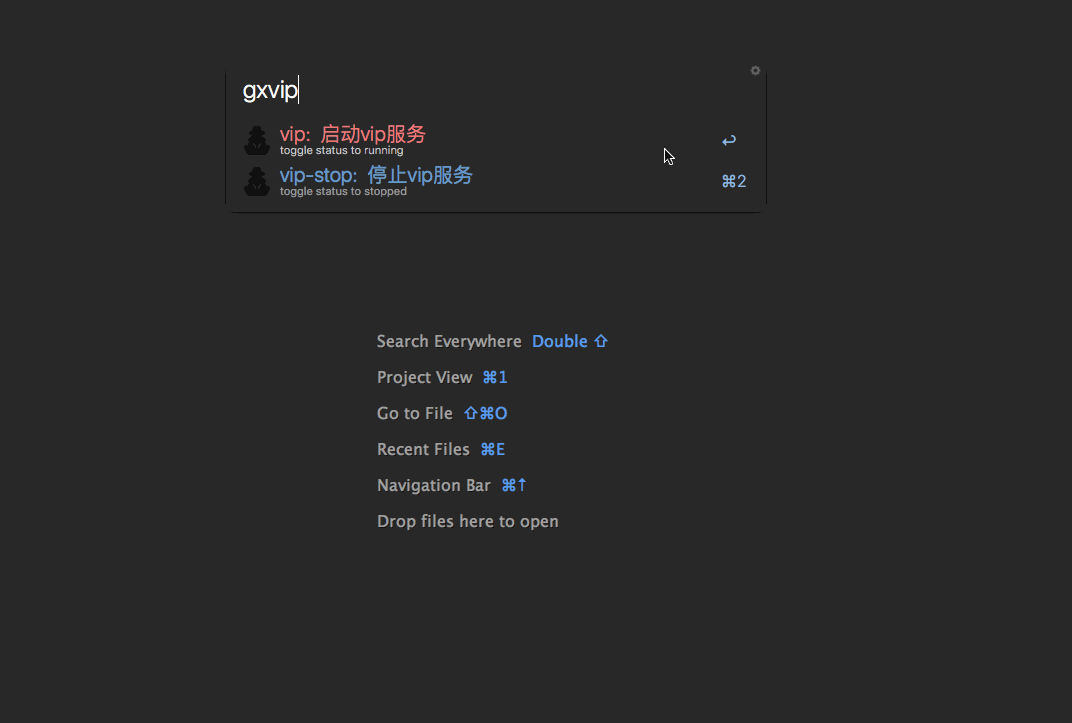 gxvip
vip: 启动vip服务
toggle status to running
↩
vip-stop: 停止vip服务
toggle status to stopped
⌘2
Search Everywhere Double ⇧
Project View ⌘1
Go to File ⇧⌘O
Recent Files ⌘E
Navigation Bar ⌘↑
Drop files here to open